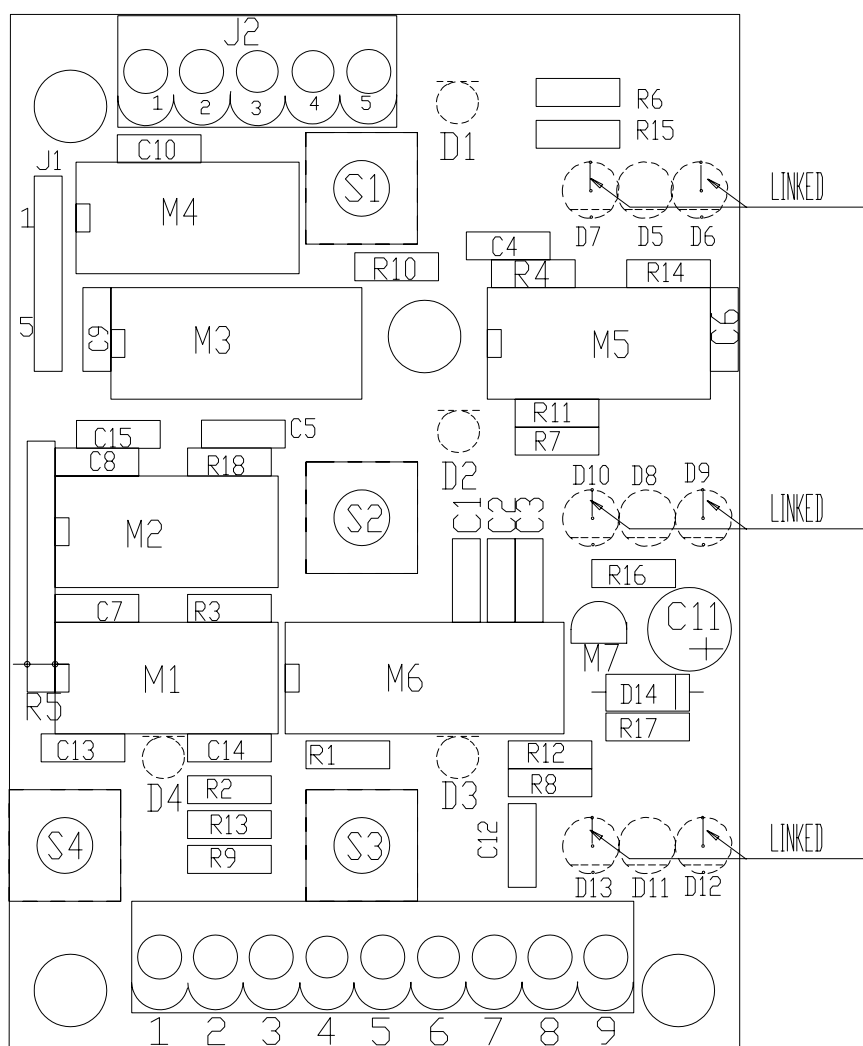 J2
1 2 3 4 5
R6
D1
R15
C10
J1
S1
LINKED
M4
1
D7 D5 D6
C4
R10
R4 R14
5
C9
M3
M5
C6
R11
C15
C5
R7
C8 R18
D2
D10 D8 D9
C1 C2 C3
S2
LINKED
M2
R16
C7 R3
C11
M7
M1
M6
D14
R5
R17
C13 C14
R1
R12
D4
D3
R2
R8
R13
LINKED
S4
S3
C12
R9
D13 D11 D12
1 2 3 4 5 6 7 8 9